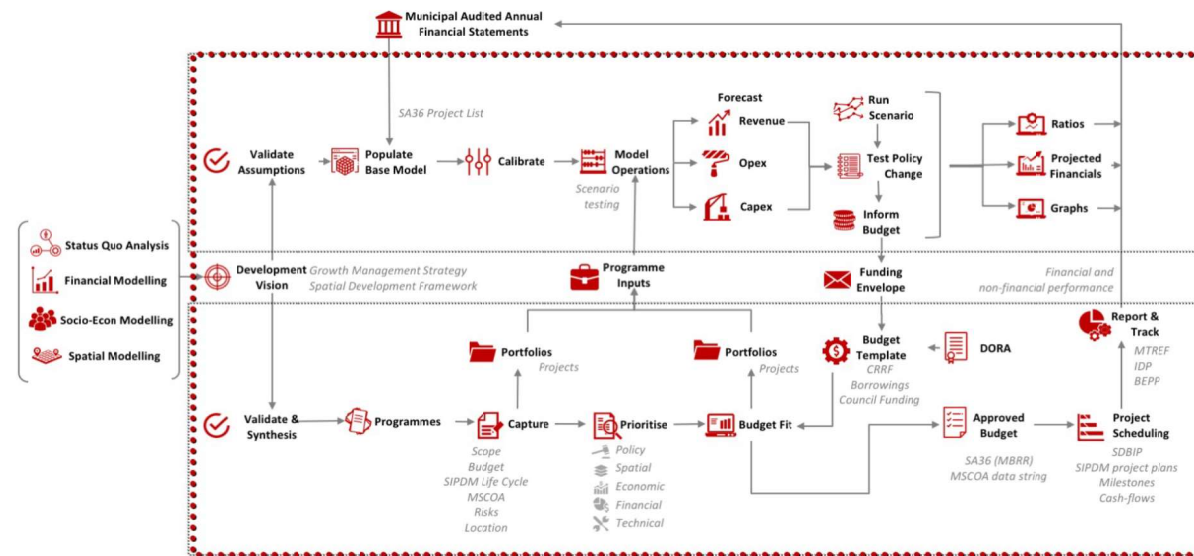 Municipal Audited Annual
Financial Statements
SA36 Project List
Forecast
Revenue
Opex
Capex
Run
Scenario
Test Policy
Change
Inform
Budget
Ratios
Projected
Financials
Graphs
Validate
Assumptions
Populate
Base Model
Calibrate
Model
Operations
Scenario
testing
Status Quo Analysis
Financial Modelling
Socio-Econ Modelling
Spatial Modelling
Development
Vision
Growth Management Strategy
Spatial Development Framework
Programme
Inputs
Funding
Envelope
Financial and
non-financial performance
Portfolios
Frojects
Portfolios
Projects
Budget
Template
CRRF
Borrowings
Council Funding
DORA
Report &
Track
MTREF
IDP
BEPF
Validate &
Synthesis
Programmes
Capture
Scope
Budget
SIPDM Life Cycle
MSCOA
Risks
Location
Prioritise
Policy
Spatial
Economic
Financial
Technical
Budget Fit
Approved
Budget
SA36 (MBRR)
MSCOA data string
Project
Scheduling
SDBIP
SIPDM project plans
Milestones
Cash-flows